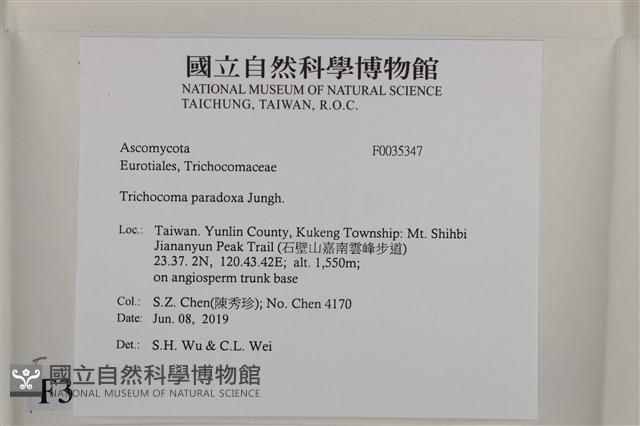 國立自然科學博物館
NATIONAL MUSEUM OF NATURAL SCIENCE
TAICHUNG, TAIWAN, R.O.C.
Ascomycota F0035347
Eurotiales, Trichocomaceae
Trichocoma paradoxa Jungh.
Loc.: Taiwan. Yunlin County, Kukeng Township: Mt. Shihbi
Jiananyun Peak Trail (石壁山嘉南雲峰步道)
23.37. 2N, 120.43.42E; alt. 1,550m;
on angiosperm trunk base
Col.: S.Z. Chen(陳秀珍); No. Chen 4170
Date: Jun. 08, 2019
Det.: S.H. Wu & C.L. Wei
國立自然科學博物館
NATIONAL MUSEUM OF NATURAL SCIENCE
F3